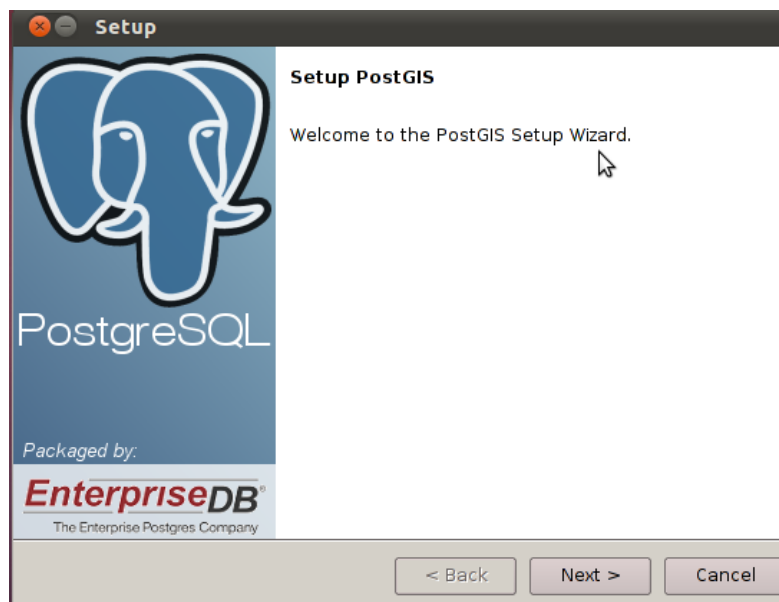 Setup
Setup PostGIS
Welcome to the PostGIS Setup Wizard.
PostgreSQL
Packaged by:
EnterpriseDB®
The Enterprise Postgres Company
< Back
Next >
Cancel